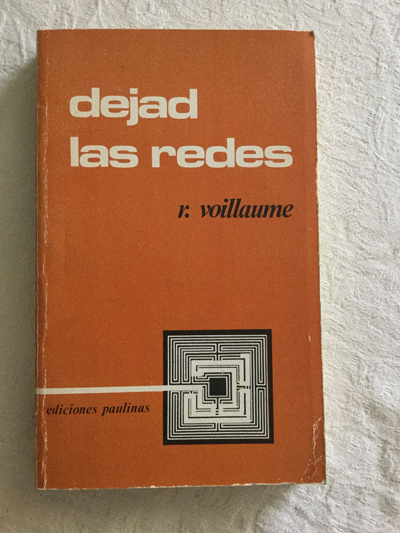 dejad
las redes
r. voillaume
ediciones paulinas